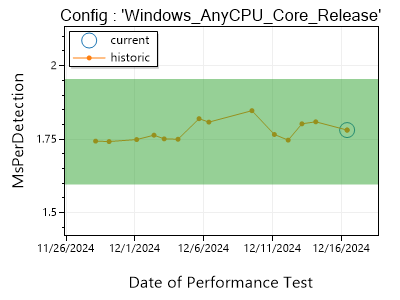 Config : 'Windows_AnyCPU_Core_Release'
current
historic
2
1.75
1.5
MsPerDetection
11/26/2024 12/1/2024 12/6/2024 12/11/2024 12/16/2024
Date of Performance Test